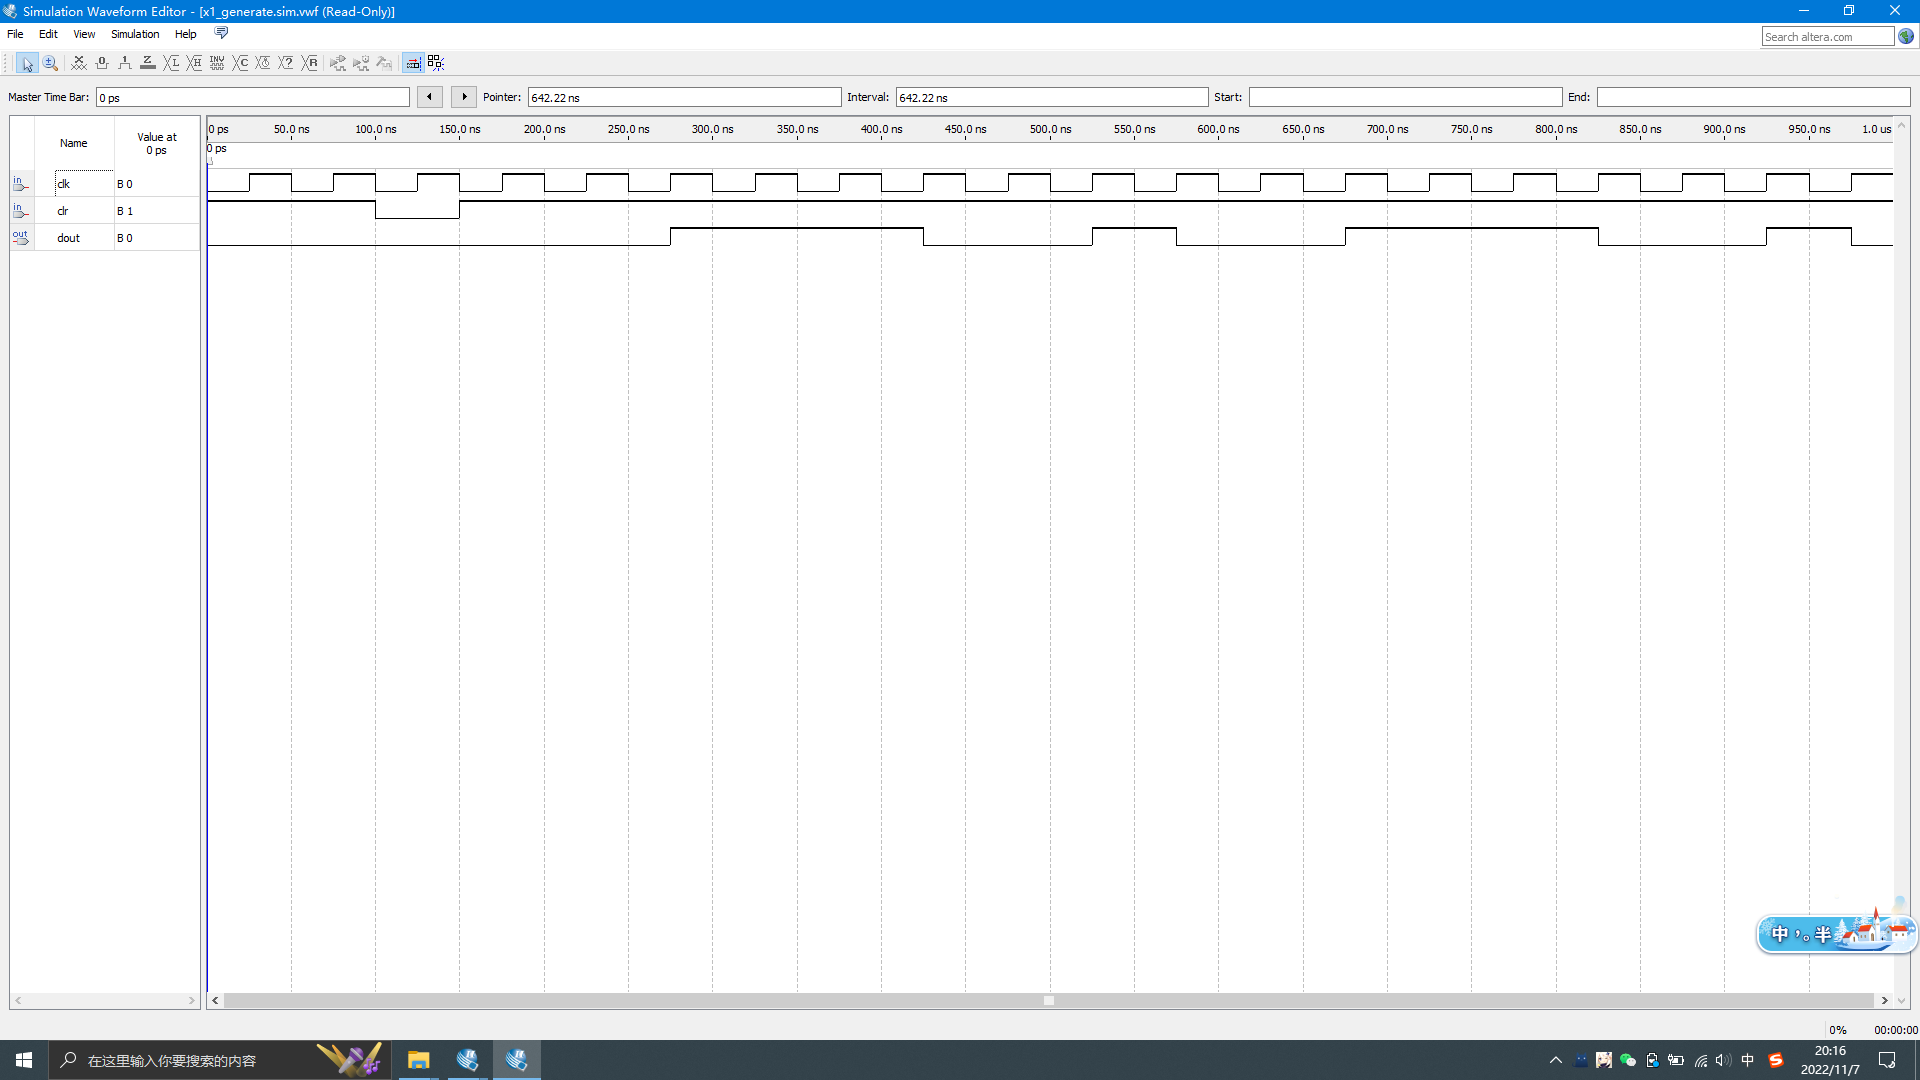 Simulation Waveform Editor - [x1_generate.sim.vwf (Read-Only)]
File Edit View Simulation Help
Search altera.com
Master Time Bar: 0 ps Pointer: 642.22 ns Interval: 642.22 ns Start: End:
Name Value at 0 ps
0 ps 50.0 ns 100.0 ns 150.0 ns 200.0 ns 250.0 ns 300.0 ns 350.0 ns 400.0 ns 450.0 ns 500.0 ns 550.0 ns 600.0 ns 650.0 ns 700.0 ns 750.0 ns 800.0 ns 850.0 ns 900.0 ns 950.0 ns 1.0 us
0 ps
in clk B 0
in clr B 1
out dout B 0
中 ，。半
0% 00:00:00
在这里输入你要搜索的内容
中
20:16
2022/11/7